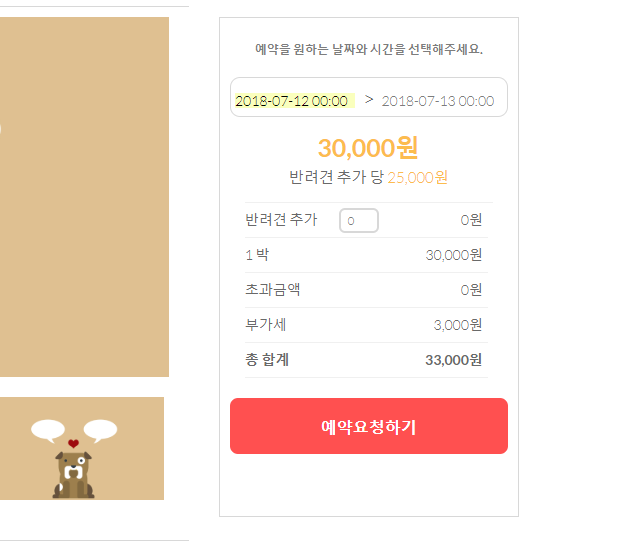 예약을 원하는 날짜와 시간을 선택해주세요.
2018-07-12 00:00 > 2018-07-13 00:00
30,000원
반려견 추가 당 25,000원
반려견 추가 0 0원
1 박 30,000원
초과금액 0원
부가세 3,000원
총 합계 33,000원
예약요청하기